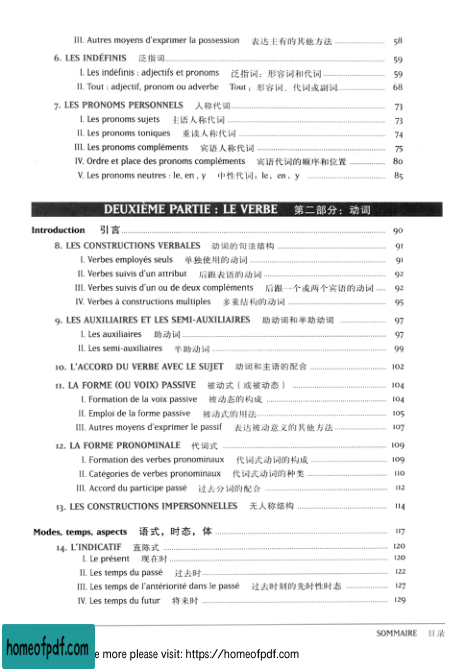 III. Autres moyens d'exprimer la possession 表达主有的其他方法 58
6. LES INDÉFINIS 泛指词 59
I. Les indéfinis : adjectifs et pronoms 泛指词：形容词和代词 59
II. Tout : adjectif, pronom ou adverbe Tout：形容词、代词或副词 68
7. LES PRONOMS PERSONNELS 人称代词 73
I. Les pronoms sujets 主语人称代词 73
II. Les pronoms toniques 重读人称代词 74
III. Les pronoms compléments 宾语人称代词 75
IV. Ordre et place des pronoms compléments 宾语代词的顺序和位置 80
V. Les pronoms neutres : le, en , y 中性代词：le, en, y 85
DEUXIÈME PARTIE : LE VERBE 第二部分：动词
Introduction 引言 90
8. LES CONSTRUCTIONS VERBALES 动词的句法结构 91
I. Verbes employés seuls 单独使用的动词 91
II. Verbes suivis d'un attribut 后跟表语的动词 92
III. Verbes suivis d'un ou de deux compléments 后跟一个或两个宾语的动词 92
IV. Verbes à constructions multiples 多重结构的动词 95
9. LES AUXILIAIRES ET LES SEMI-AUXILIAIRES 助动词和半助动词 97
I. Les auxiliaires 助动词 97
II. Les semi-auxiliaires 半助动词 99
10. L'ACCORD DU VERBE AVEC LE SUJET 动词和主语的配合 102
11. LA FORME (OU VOIX) PASSIVE 被动式（或被动态） 104
I. Formation de la voix passive 被动态的构成 104
II. Emploi de la forme passive 被动式的用法 105
III. Autres moyens d'exprimer le passif 表达被动意义的其他方法 107
12. LA FORME PRONOMINALE 代词式 109
I. Formation des verbes pronominaux 代词式动词的构成 109
II. Catégories de verbes pronominaux 代词式动词的种类 110
III. Accord du participe passé 过去分词的配合 112
13. LES CONSTRUCTIONS IMPERSONNELLES 无人称结构 114
Modes, temps, aspects 语式，时态，体 117
14. L'INDICATIF 直陈式 120
I. Le présent 现在时 120
II. Les temps du passé 过去时 122
III. Les temps de l'antériorité dans le passé 过去时刻的先时性时态 127
IV. Les temps du futur 将来时 129
SOMMAIRE 目录
homeofpdf.com
e more please visit: https://homeofpdf.com